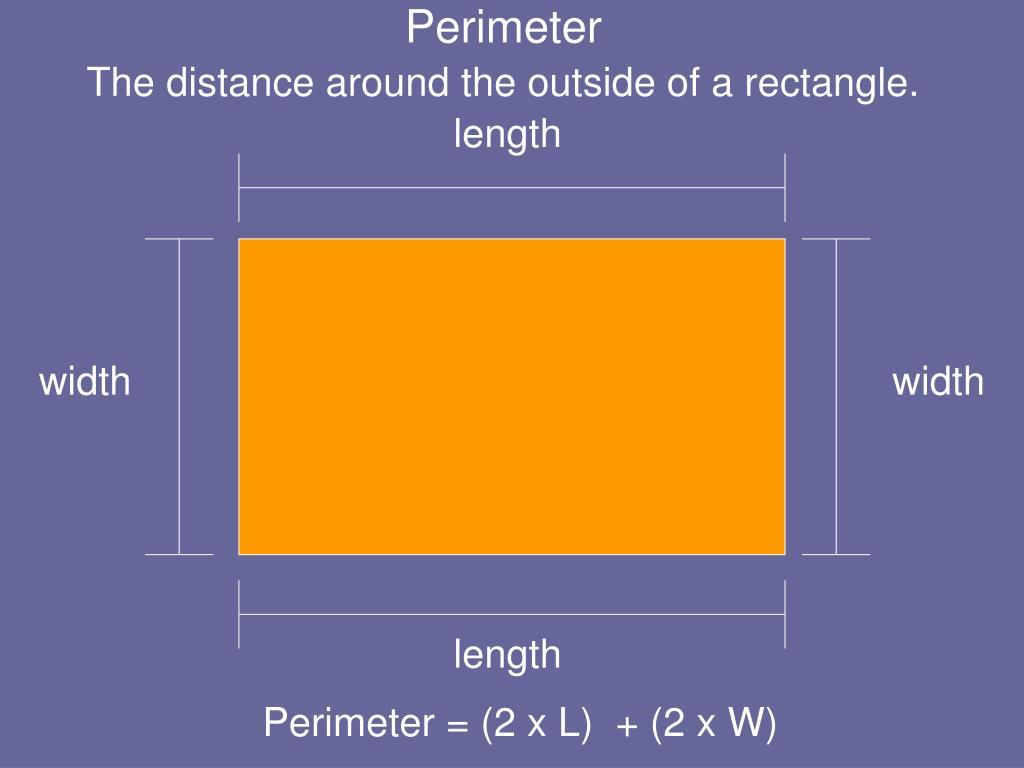 Perimeter
The distance around the outside of a rectangle.
length
width
width
length
Perimeter = (2 x L)  + (2 x W)